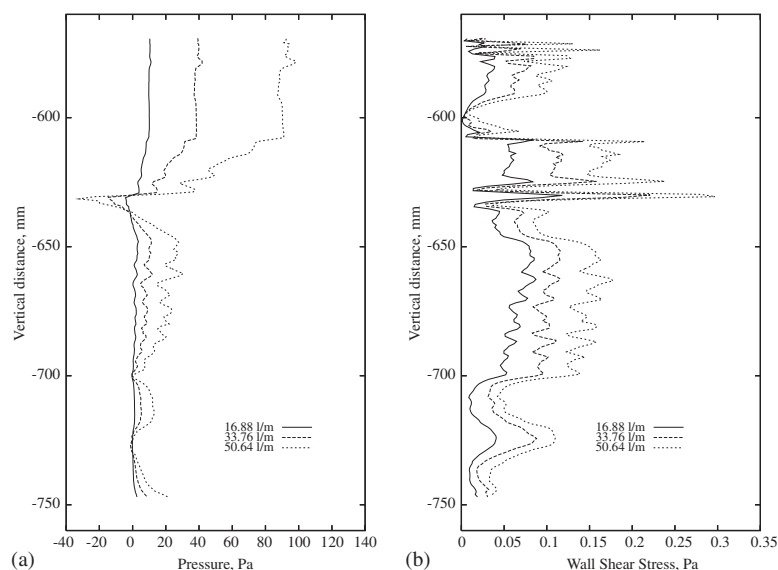 -600
-650
-700
-750
Vertical distance, mm
16.88 l/m
33.76 l/m
50.64 l/m
-40 -20 0 20 40 60 80 100 120 140
(a)
Pressure, Pa
-600
-650
-700
-750
Vertical distance, mm
16.88 l/m
33.76 l/m
50.64 l/m
0 0.05 0.1 0.15 0.2 0.25 0.3 0.35
(b)
Wall Shear Stress, Pa